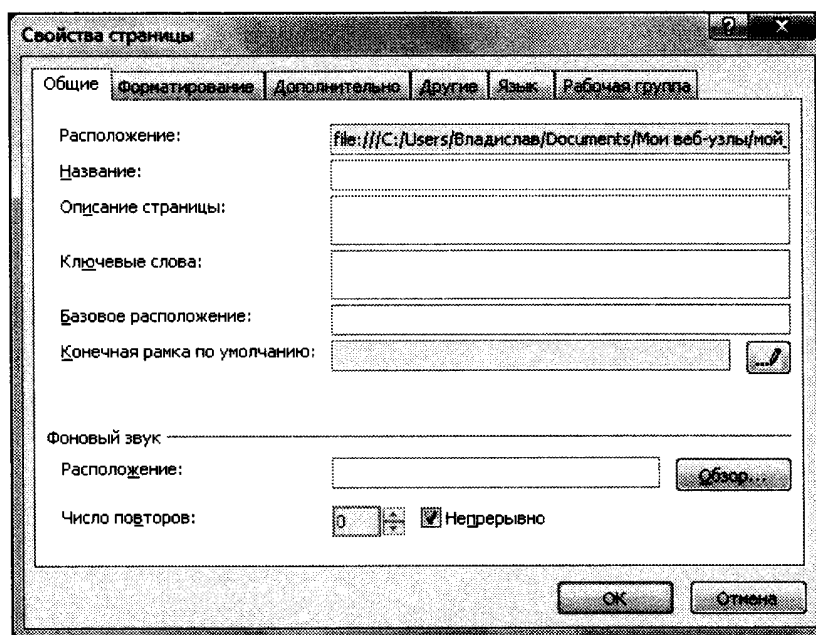 Свойства страницы
Общие Форматирование Дополнительно Другие Язык Рабочая группа
Расположение: file:///C:/Users/Владислав/Documents/Мои веб-узлы/мой_
Название:
Описание страницы:
Ключевые слова:
Базовое расположение:
Конечная рамка по умолчанию:
Фоновый звук
Расположение: Обзор...
Число повторов: 0 Непрерывно
ОК Отмена